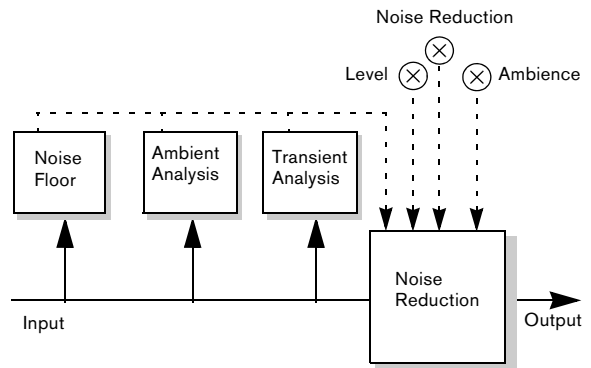 Noise Reduction
Level
Ambience
Noise
Floor
Ambient
Analysis
Transient
Analysis
Noise
Reduction
Input
Output